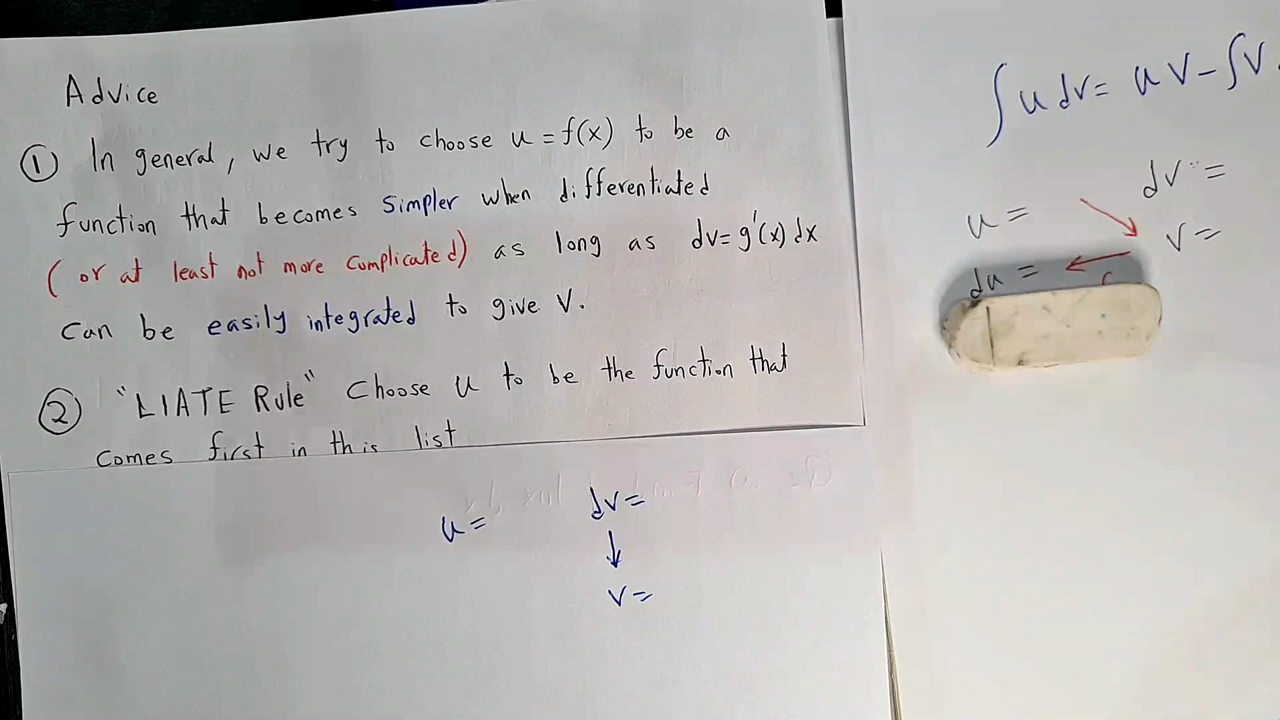 Advice
① In general, we try to choose u = f(x) to be a
function that becomes simpler when differentiated
(or at least not more complicated) as long as dv = g'(x) dx
can be easily integrated to give V.
② "LIATE Rule" Choose u to be the function that
comes first in this list
u = dv =
↓
v =
∫ u dv = u v - ∫ v
dv =
u =
v =
du =